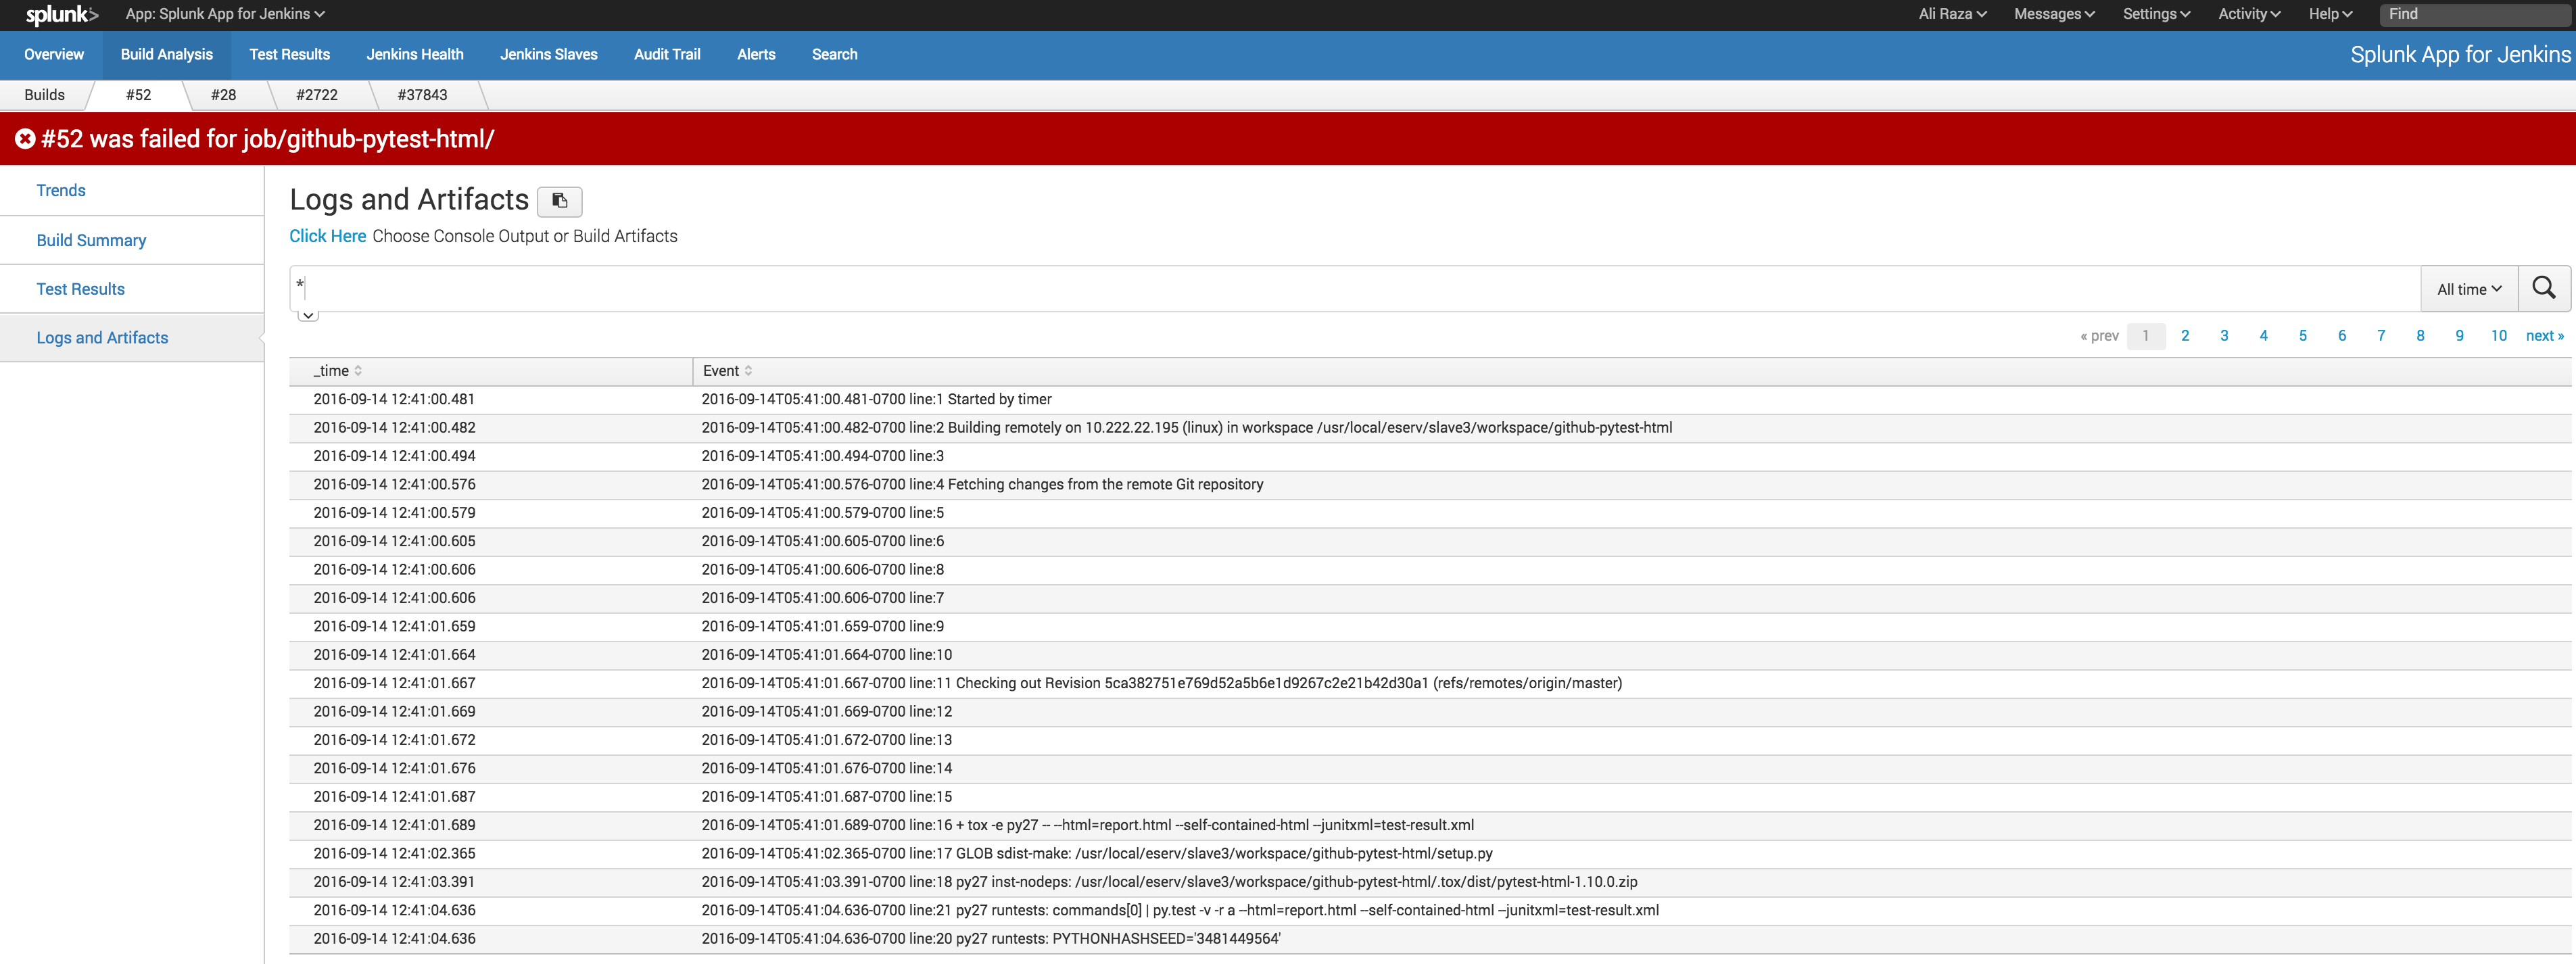 splunk> App: Splunk App for Jenkins Ali Raza Messages Settings Activity Help Find
Overview Build Analysis Test Results Jenkins Health Jenkins Slaves Audit Trail Alerts Search Splunk App for Jenkins
Builds #52 #28 #2722 #37843
#52 was failed for job/github-pytest-html/
Trends
Build Summary
Test Results
Logs and Artifacts
Logs and Artifacts
Click Here Choose Console Output or Build Artifacts
*
All time
« prev 1 2 3 4 5 6 7 8 9 10 next »
_time Event
2016-09-14 12:41:00.481 2016-09-14T05:41:00.481-0700 line:1 Started by timer
2016-09-14 12:41:00.482 2016-09-14T05:41:00.482-0700 line:2 Building remotely on 10.222.22.195 (linux) in workspace /usr/local/eserv/slave3/workspace/github-pytest-html
2016-09-14 12:41:00.494 2016-09-14T05:41:00.494-0700 line:3
2016-09-14 12:41:00.576 2016-09-14T05:41:00.576-0700 line:4 Fetching changes from the remote Git repository
2016-09-14 12:41:00.579 2016-09-14T05:41:00.579-0700 line:5
2016-09-14 12:41:00.605 2016-09-14T05:41:00.605-0700 line:6
2016-09-14 12:41:00.606 2016-09-14T05:41:00.606-0700 line:8
2016-09-14 12:41:00.606 2016-09-14T05:41:00.606-0700 line:7
2016-09-14 12:41:01.659 2016-09-14T05:41:01.659-0700 line:9
2016-09-14 12:41:01.664 2016-09-14T05:41:01.664-0700 line:10
2016-09-14 12:41:01.667 2016-09-14T05:41:01.667-0700 line:11 Checking out Revision 5ca382751e769d52a5b6e1d9267c2e21b42d30a1 (refs/remotes/origin/master)
2016-09-14 12:41:01.669 2016-09-14T05:41:01.669-0700 line:12
2016-09-14 12:41:01.672 2016-09-14T05:41:01.672-0700 line:13
2016-09-14 12:41:01.676 2016-09-14T05:41:01.676-0700 line:14
2016-09-14 12:41:01.687 2016-09-14T05:41:01.687-0700 line:15
2016-09-14 12:41:01.689 2016-09-14T05:41:01.689-0700 line:16 + tox -e py27 -- --html=report.html --self-contained-html --junitxml=test-result.xml
2016-09-14 12:41:02.365 2016-09-14T05:41:02.365-0700 line:17 GLOB sdist-make: /usr/local/eserv/slave3/workspace/github-pytest-html/setup.py
2016-09-14 12:41:03.391 2016-09-14T05:41:03.391-0700 line:18 py27 inst-nodeps: /usr/local/eserv/slave3/workspace/github-pytest-html/.tox/dist/pytest-html-1.10.0.zip
2016-09-14 12:41:04.636 2016-09-14T05:41:04.636-0700 line:21 py27 runtests: commands[0] | py.test -v -r a --html=report.html --self-contained-html --junitxml=test-result.xml
2016-09-14 12:41:04.636 2016-09-14T05:41:04.636-0700 line:20 py27 runtests: PYTHONHASHSEED='3481449564'